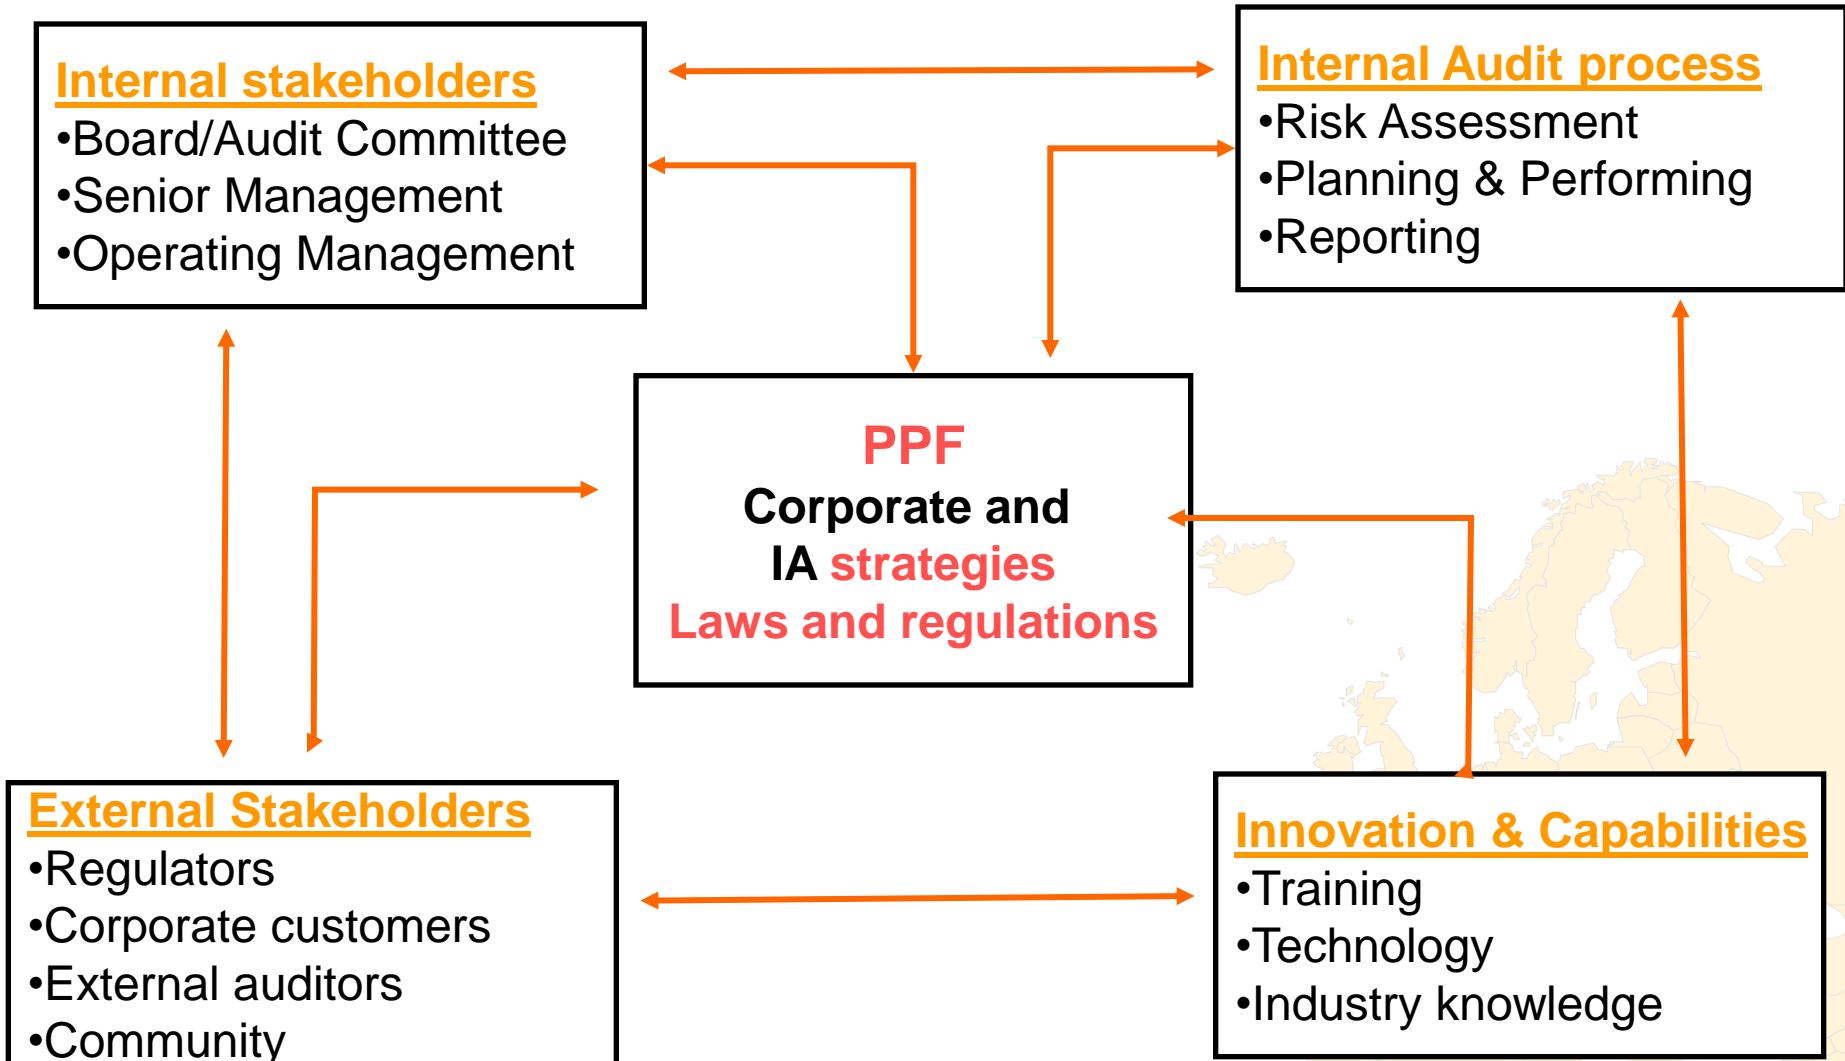 Internal stakeholders
•Board/Audit Committee
•Senior Management
•Operating Management
Internal Audit process
•Risk Assessment
•Planning & Performing
•Reporting
PPF
Corporate and
IA strategies
Laws and regulations
External Stakeholders
•Regulators
•Corporate customers
•External auditors
•Community
Innovation & Capabilities
•Training
•Technology
•Industry knowledge